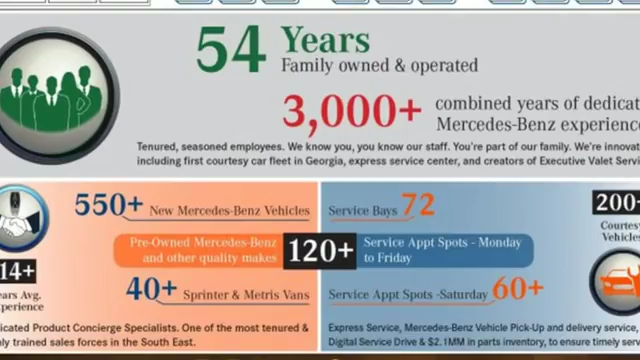 54 Years
Family owned & operated
3,000+ combined years of dedicat
Mercedes-Benz experience
Tenured, seasoned employees. We know you, you know our staff. You're part of our family. We're innovat
including first courtesy car fleet in Georgia, express service center, and creators of Executive Valet Servi
550+ New Mercedes-Benz Vehicles
Pre-Owned Mercedes-Benz
and other quality makes
120+
40+ Sprinter & Metris Vans
14+
ears Avg.
xperience
dicated Product Concierge Specialists. One of the most tenured &
ly trained sales forces in the South East.
Service Bays 72
Service Appt Spots - Monday
to Friday
Service Appt Spots -Saturday 60+
200+
Courtesy
Vehicles
Express Service, Mercedes-Benz Vehicle Pick-Up and delivery service,
Digital Service Drive & $2.1MM in parts inventory, to ensure timely servi